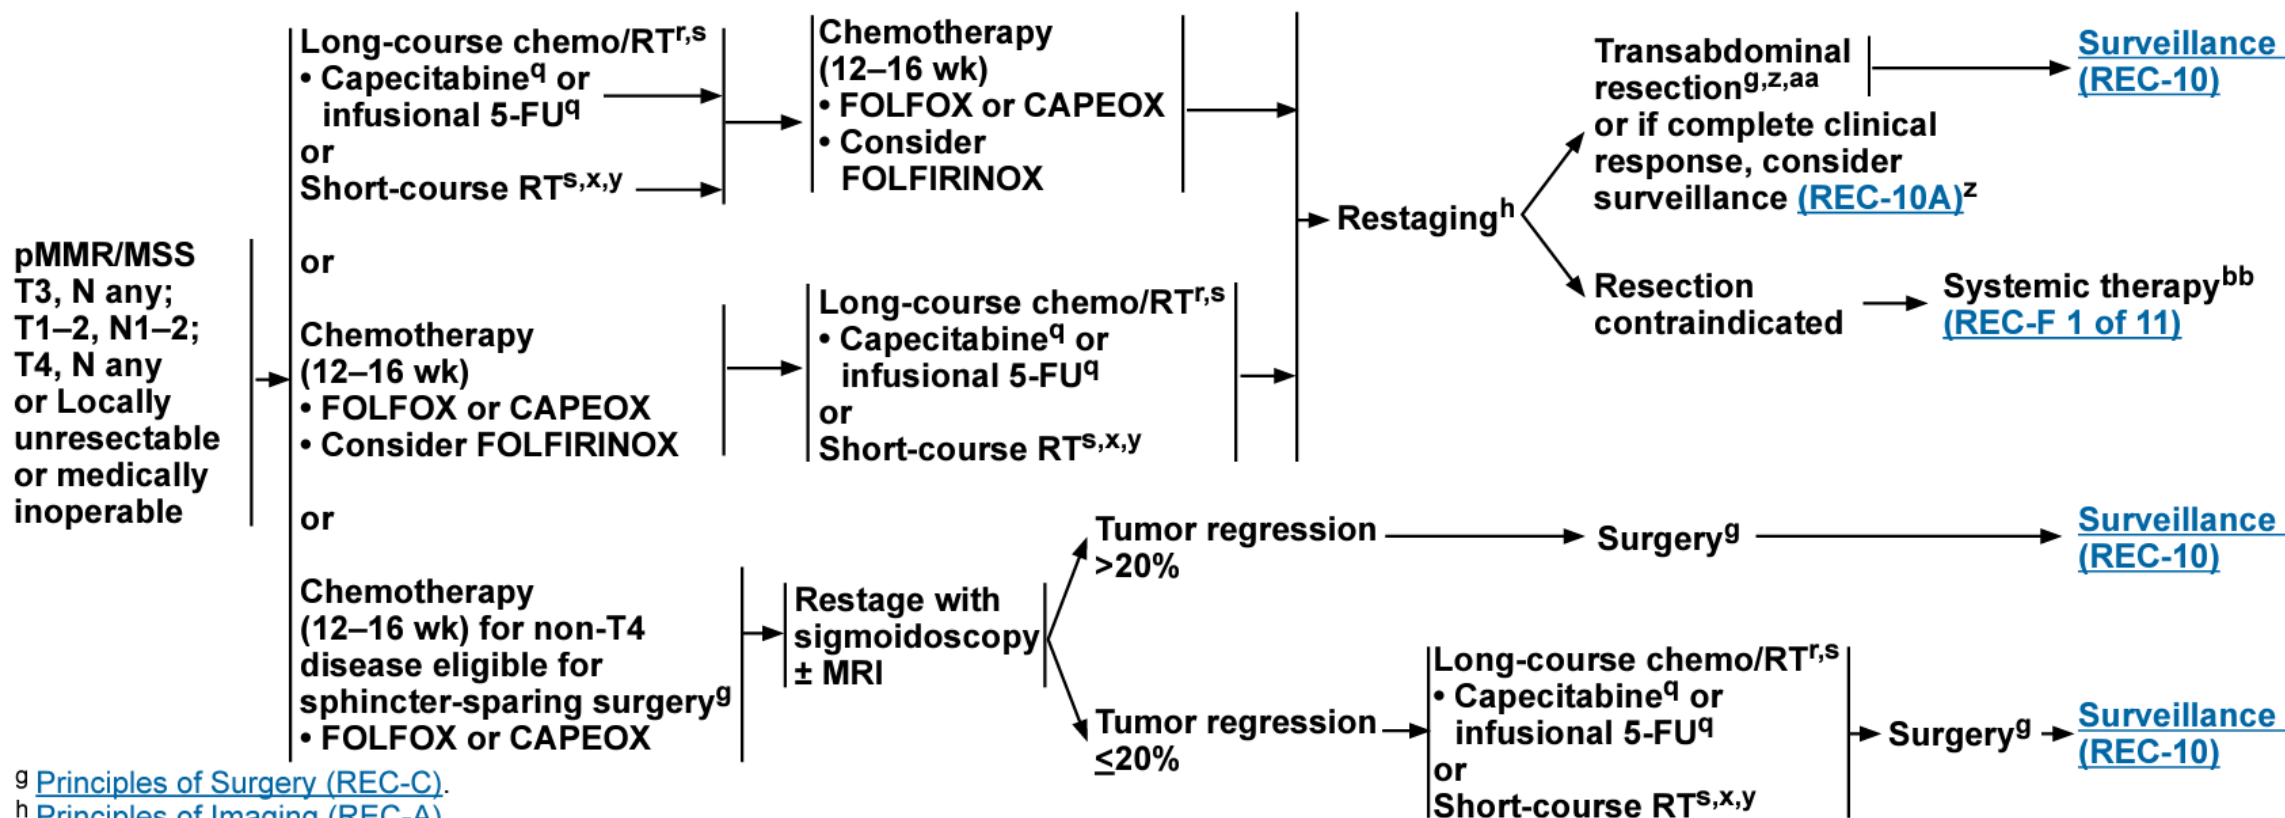 pMMR/MSS
T3, N any;
T1–2, N1–2;
T4, N any
or Locally
unresectable
or medically
inoperable
Long-course chemo/RTr,s
• Capecitabineq or
infusional 5-FUq
or
Short-course RTs,x,y
or
Chemotherapy
(12–16 wk)
• FOLFOX or CAPEOX
• Consider FOLFIRINOX
or
Chemotherapy
(12–16 wk) for non-T4
disease eligible for
sphincter-sparing surgeryg
• FOLFOX or CAPEOX
Chemotherapy
(12–16 wk)
• FOLFOX or CAPEOX
• Consider
FOLFIRINOX
Long-course chemo/RTr,s
• Capecitabineq or
infusional 5-FUq
or
Short-course RTs,x,y
Restagingh
Transabdominal
resectiong,z,aa
or if complete clinical
response, consider
surveillance (REC-10A)z
Surveillance
(REC-10)
Resection
contraindicated
Systemic therapybb
(REC-F 1 of 11)
Restage with
sigmoidoscopy
± MRI
Tumor regression
>20%
Surgeryg
Surveillance
(REC-10)
Tumor regression
≤20%
Long-course chemo/RTr,s
• Capecitabineq or
infusional 5-FUq
or
Short-course RTs,x,y
Surgeryg
Surveillance
(REC-10)
g Principles of Surgery (REC-C).
h Principles of Imaging (REC-A)